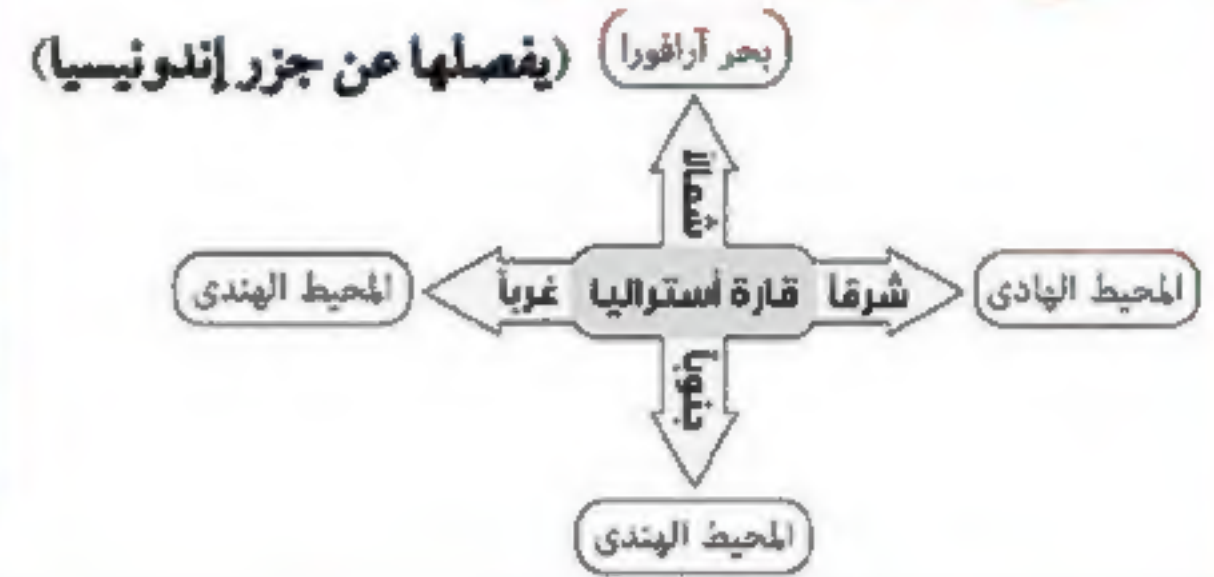 بحر آرافورا (يفصلها عن جزر إندونيسيا)
شمالاً
المحيط الهادى شرقاً قارة أستراليا غرباً المحيط الهندى
جنوباً
المحيط الهندى